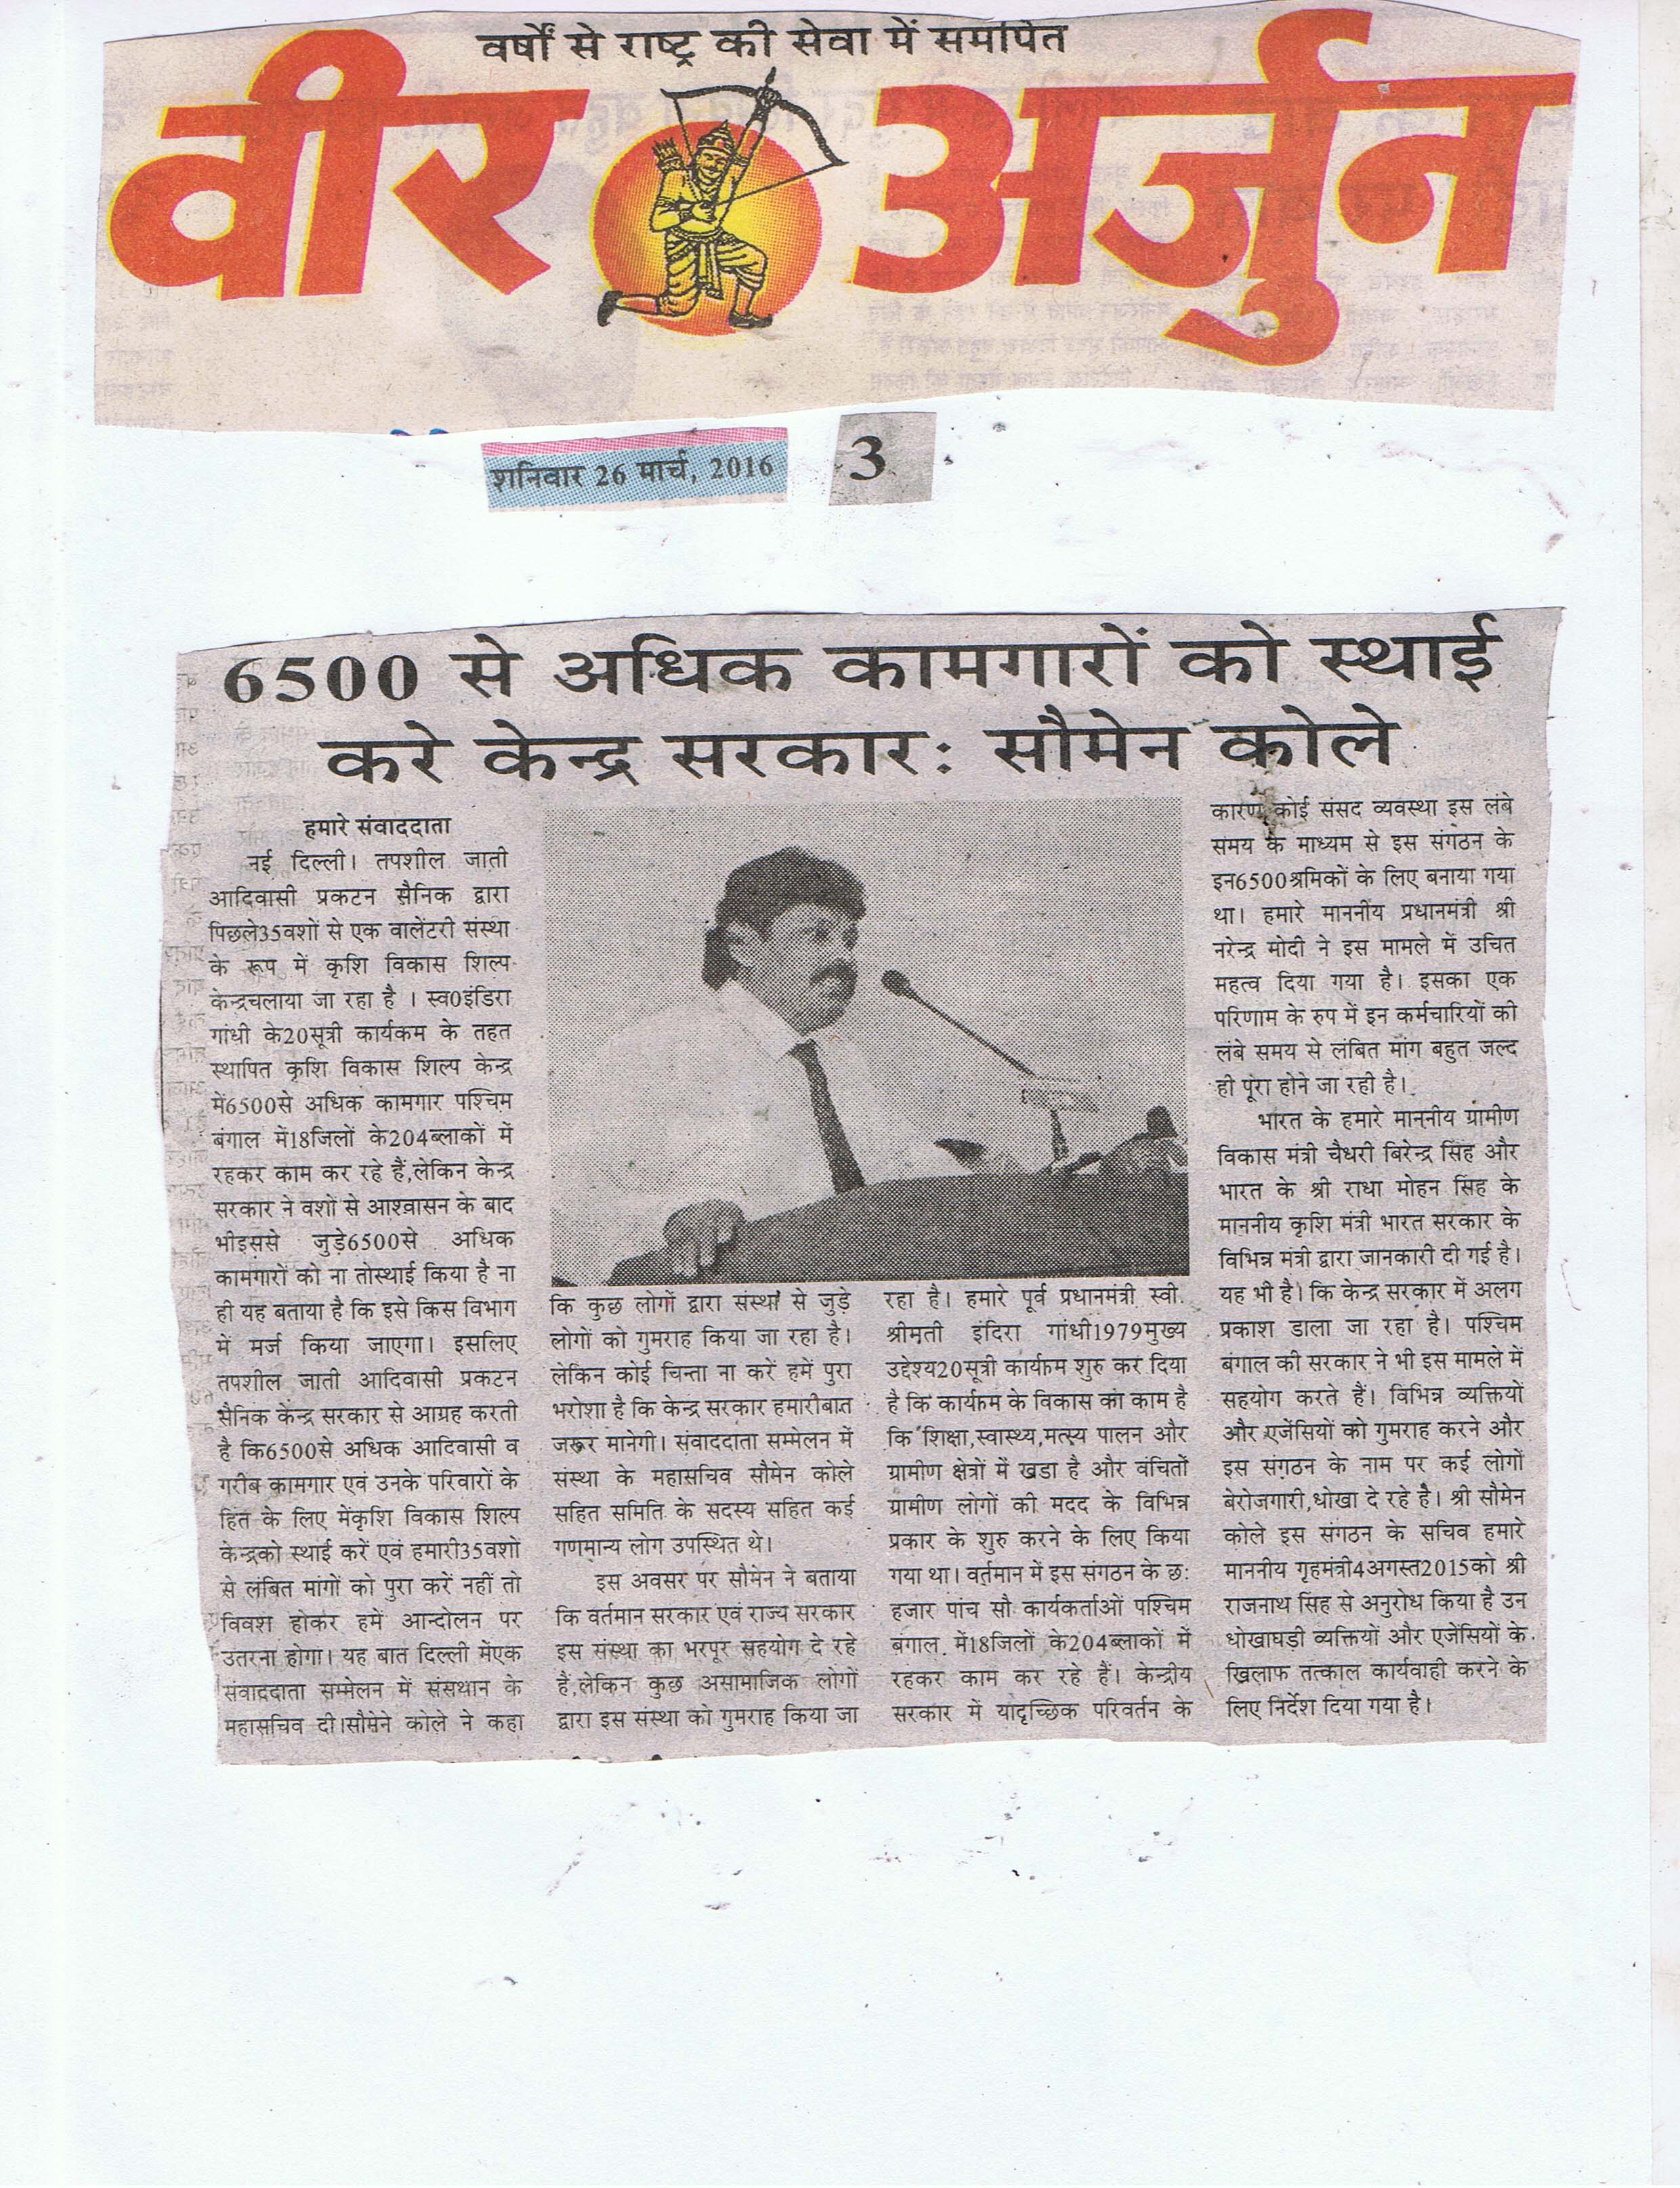 वर्षों से राष्ट्र की सेवा में समर्पित
वीर अर्जुन
शनिवार 26 मार्च, 2016
3
6500 से अधिक कामगारों को स्थाई
करे केन्द्र सरकार: सौमेन कोले
हमारे संवाददाता
नई दिल्ली। तपशील जाती
आदिवासी प्रकटन सैनिक द्वारा
पिछले35वशों से एक वालेंटरी संस्था
के रूप में कृशि विकास शिल्प
केन्द्रचलाया जा रहा है । स्व0इंडिरा
गांधी के20सूत्री कार्यकम के तहत
स्थापित कृशि विकास शिल्प केन्द्र
में6500से अधिक कामगार पश्चिम
बंगाल में18जिलों के204ब्लाकों में
रहकर काम कर रहे हैं,लेकिन केन्द्र
सरकार ने वशों से आश्वासन के बाद
भीइससे जुड़े6500से अधिक
कामगारों को ना तोस्थाई किया है ना
ही यह बताया है कि इसे किस विभाग
में मर्ज किया जाएगा। इसलिए
तपशील जाती आदिवासी प्रकटन
सैनिक केन्द्र सरकार से आग्रह करती
है कि6500से अधिक आदिवासी व
गरीब कामगार एवं उनके परिवारों के
हित के लिए मेंकृशि विकास शिल्प
केन्द्रको स्थाई करें एवं हमारी35वशों
से लंबित मांगों को पुरा करें नहीं तो
विवश होकर हमें आन्दोलन पर
उतरना होगा। यह बात दिल्ली मेंएक
संवाददाता सम्मेलन में संसथान के
महासचिव दी।सौमेने कोले ने कहा
कि कुछ लोगों द्वारा संस्था से जुड़े
लोगों को गुमराह किया जा रहा है।
लेकिन कोई चिन्ता ना करें हमें पुरा
भरोशा है कि केन्द्र सरकार हमारीबात
जरूर मानेगी। संवाददाता सम्मेलन में
संस्था के महासचिव सौमेन कोले
सहित समिति के सदस्य सहित कई
गणमान्य लोग उपस्थित थे।
इस अवसर पर सौमेन ने बताया
कि वर्तमान सरकार एवं राज्य सरकार
इस संस्था का भरपूर सहयोग दे रहे
हैं,लेकिन कुछ असामाजिक लोगों
द्वारा इस संस्था को गुमराह किया जा
रहा है। हमारे पूर्व प्रधानमंत्री स्वी.
श्रीमती इंदिरा गांधी1979मुख्य
उद्देश्य20सूत्री कार्यक्रम शुरु कर दिया
है कि कार्यक्रम के विकास का काम है
कि शिक्षा,स्वास्थ्य,मत्स्य पालन और
ग्रामीण क्षेत्रों में खडा है और वंचितों
ग्रामीण लोगों की मदद के विभिन्न
प्रकार के शुरु करने के लिए किया
गया था। वर्तमान में इस संगठन के छः
हजार पांच सौ कार्यकर्ताओं पश्चिम
बंगाल में18जिलों के204ब्लाकों में
रहकर काम कर रहे हैं। केन्द्रीय
सरकार में यादृच्छिक परिवर्तन के
कारण कोई संसद व्यवस्था इस लंबे
समय के माध्यम से इस संगठन के
इन6500श्रमिकों के लिए बनाया गया
था। हमारे माननीय प्रधानमंत्री श्री
नरेन्द्र मोदी ने इस मामले में उचित
महत्व दिया गया है। इसका एक
परिणाम के रुप में इन कर्मचारियों की
लंबे समय से लंबित मांग बहुत जल्द
ही पूरा होने जा रही है।
भारत के हमारे माननीय ग्रामीण
विकास मंत्री चैधरी बिरेन्द्र सिंह और
भारत के श्री राधा मोहन सिंह के
माननीय कृशि मंत्री भारत सरकार के
विभिन्न मंत्री द्वारा जानकारी दी गई है।
यह भी है। कि केन्द्र सरकार में अलग
प्रकाश डाला जा रहा है। पश्चिम
बंगाल की सरकार ने भी इस मामले में
सहयोग करते हैं। विभिन्न व्यक्तियों
और एजेंसियों को गुमराह करने और
इस संगठन के नाम पर कई लोगों
बेरोजगारी,धोखा दे रहे है। श्री सौमेन
कोले इस संगठन के सचिव हमारे
माननीय गृहमंत्री4अगस्त2015को श्री
राजनाथ सिंह से अनुरोध किया है उन
धोखाघड़ी व्यक्तियों और एजेंसियों के
खिलाफ तत्काल कार्यवाही करने के
लिए निर्देश दिया गया है।